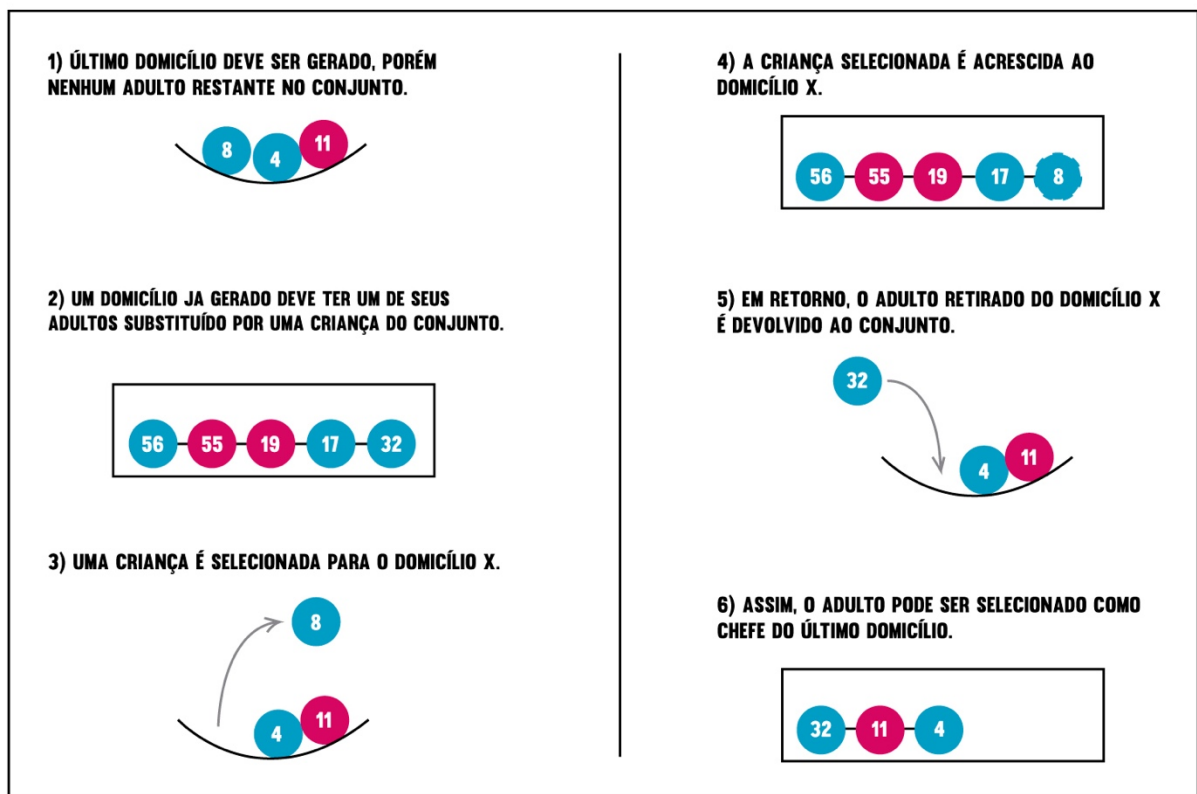 1) ÚLTIMO DOMICÍLIO DEVE SER GERADO, PORÉM
NENHUM ADULTO RESTANTE NO CONJUNTO.
8 4 11
2) UM DOMICÍLIO JA GERADO DEVE TER UM DE SEUS
ADULTOS SUBSTITUÍDO POR UMA CRIANÇA DO CONJUNTO.
56 55 19 17 32
3) UMA CRIANÇA É SELECIONADA PARA O DOMICÍLIO X.
8
4 11
4) A CRIANÇA SELECIONADA É ACRESCIDA AO
DOMICÍLIO X.
56 55 19 17 8
5) EM RETORNO, O ADULTO RETIRADO DO DOMICÍLIO X
É DEVOLVIDO AO CONJUNTO.
32
4 11
6) ASSIM, O ADULTO PODE SER SELECIONADO COMO
CHEFE DO ÚLTIMO DOMICÍLIO.
32 11 4